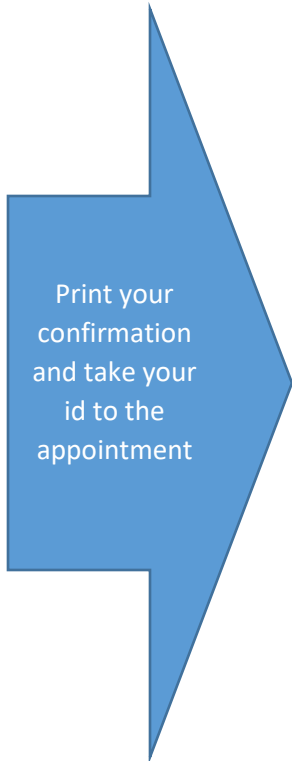 Print your
confirmation
and take your
id to the
appointment